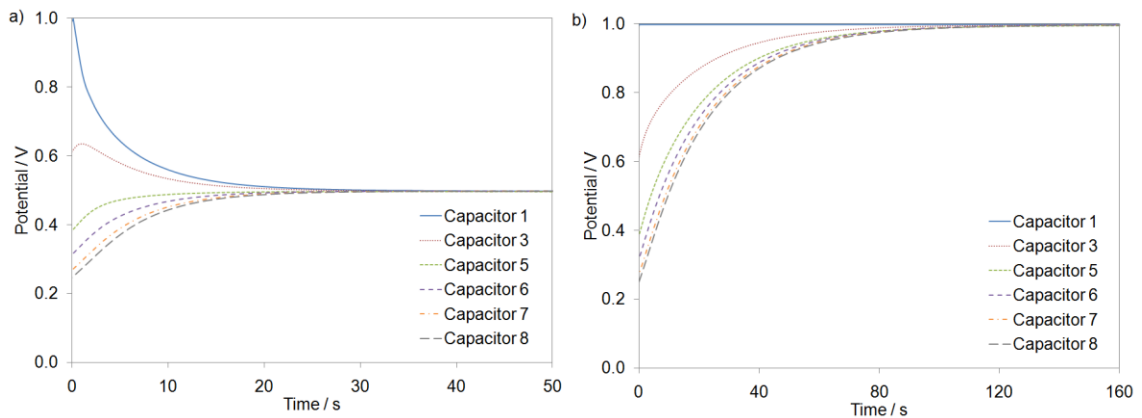 a)
1.0
0.8
0.6
0.4
0.2
0.0
Potential / V
0
10
20
30
40
50
Time / s
Capacitor 1
Capacitor 3
Capacitor 5
Capacitor 6
Capacitor 7
Capacitor 8
b)
1.0
0.8
0.6
0.4
0.2
0.0
Potential / V
0
40
80
120
160
Time / s
Capacitor 1
Capacitor 3
Capacitor 5
Capacitor 6
Capacitor 7
Capacitor 8